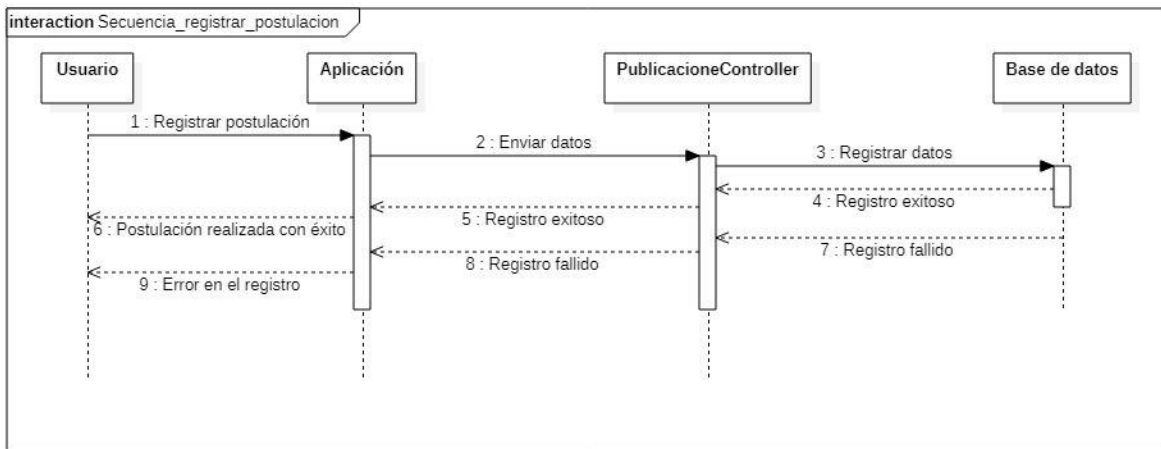 interaction Secuencia_registrar_postulacion
Usuario
Aplicación
PublicacioneController
Base de datos
1 : Registrar postulación
2 : Enviar datos
3 : Registrar datos
4 : Registro exitoso
5 : Registro exitoso
6 : Postulación realizada con éxito
7 : Registro fallido
8 : Registro fallido
9 : Error en el registro